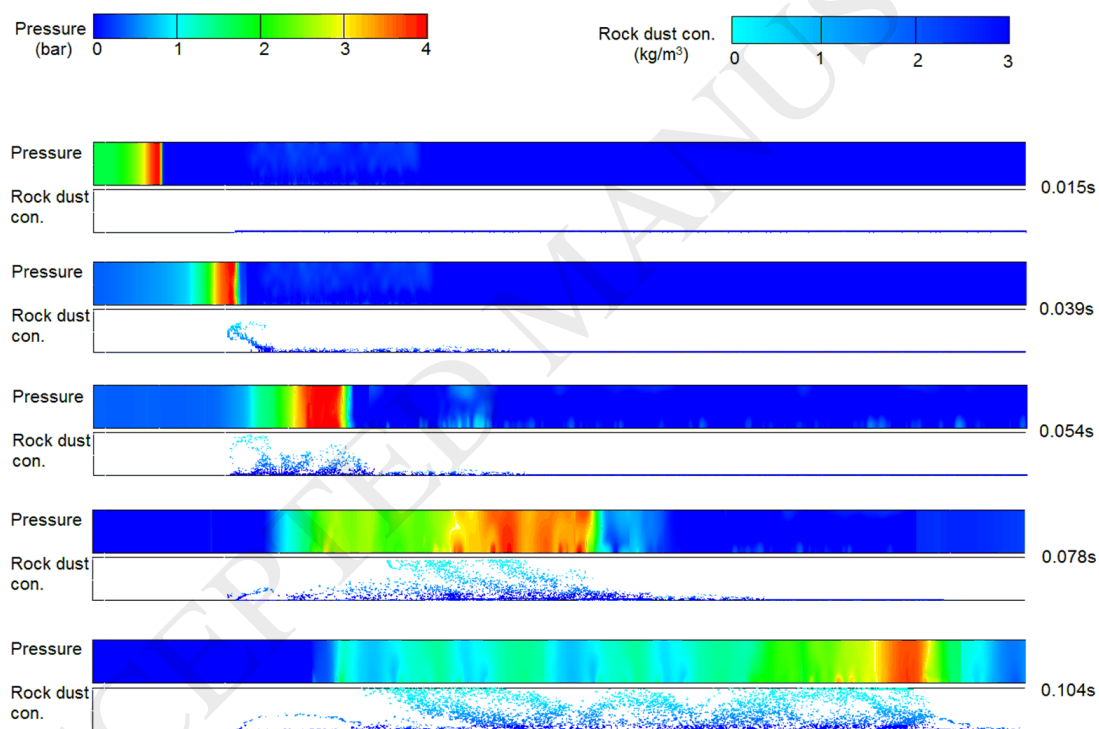 Pressure
(bar)
0 1 2 3 4
Rock dust con.
(kg/m³)
0 1 2 3
Pressure
Rock dust
con.
0.015s
Pressure
Rock dust
con.
0.039s
Pressure
Rock dust
con.
0.054s
Pressure
Rock dust
con.
0.078s
Pressure
Rock dust
con.
0.104s
CEPTED MANUS